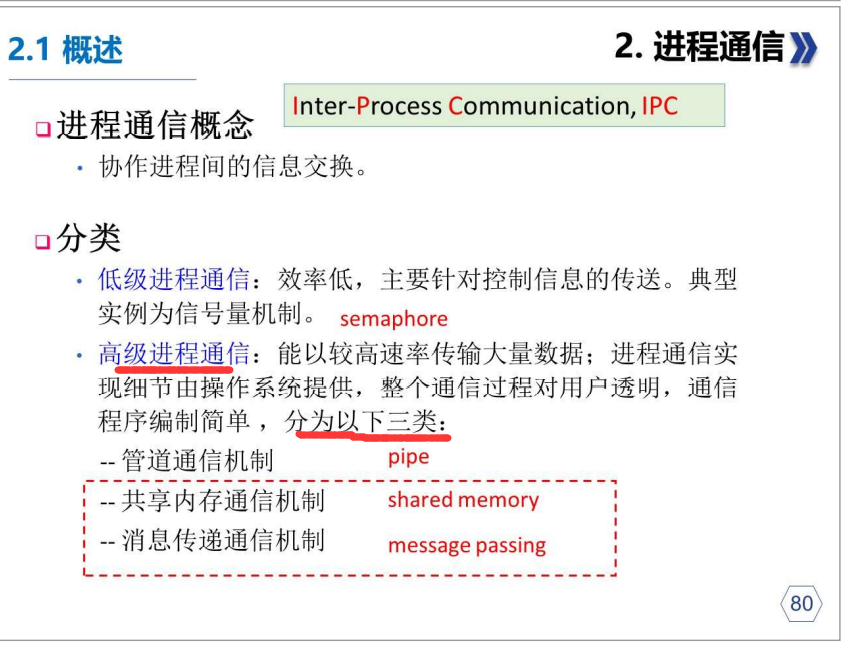 2.1 概述
2. 进程通信
Inter-Process Communication, IPC
进程通信概念
• 协作进程间的信息交换。
分类
• 低级进程通信：效率低，主要针对控制信息的传送。典型
实例为信号量机制。 semaphore
• 高级进程通信：能以较高速率传输大量数据；进程通信实
现细节由操作系统提供，整个通信过程对用户透明，通信
程序编制简单 ，分为以下三类：
-- 管道通信机制 pipe
-- 共享内存通信机制 shared memory
-- 消息传递通信机制 message passing
80